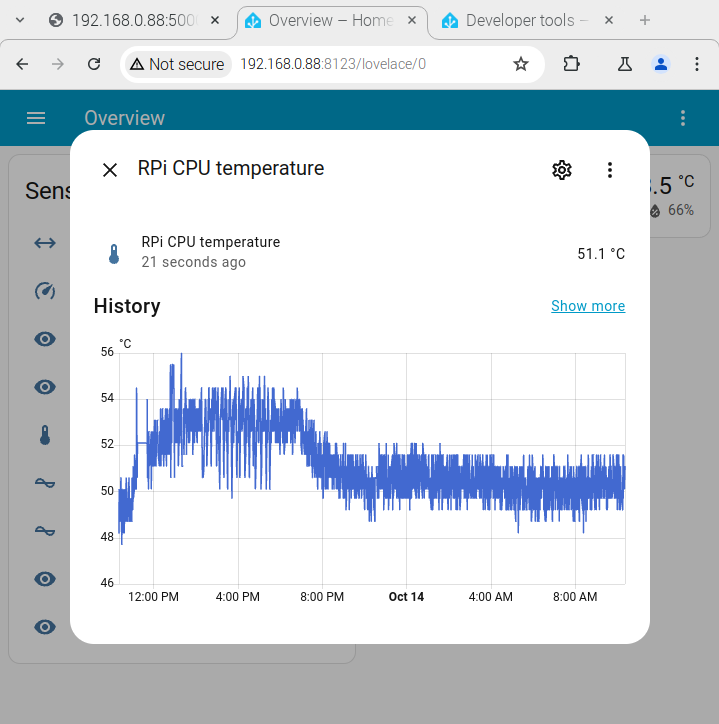 192.168.0.88:500
Overview – Home
Developer tools –
Not secure
192.168.0.88:8123/lovelace/0
Overview
Sens
.5 °C
66%
RPi CPU temperature
RPi CPU temperature
21 seconds ago
51.1 °C
History
Show more
°C
56
54
52
50
48
46
12:00 PM
4:00 PM
8:00 PM
Oct 14
4:00 AM
8:00 AM